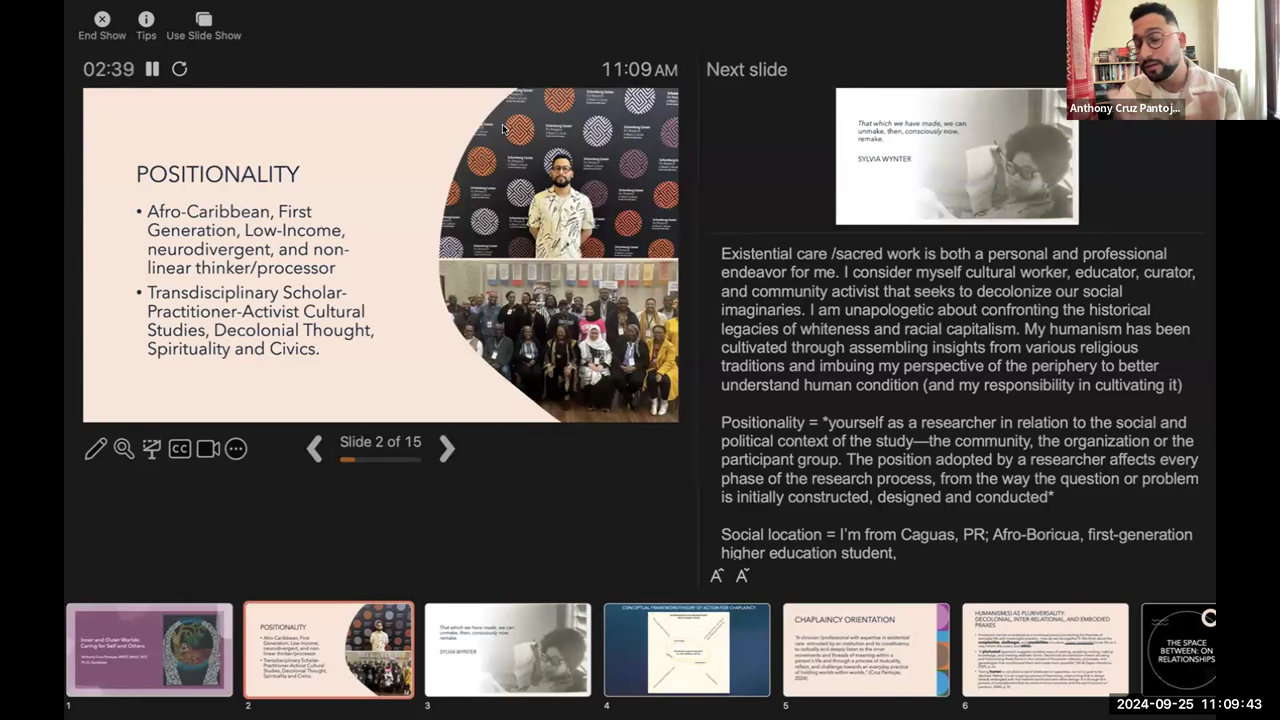 End Show
Tips
Use Slide Show
02:39
11:09 AM
Next slide
Anthony Cruz Pantoj...
POSITIONALITY
• Afro-Caribbean, First
Generation, Low-Income,
neurodivergent, and non-
linear thinker/processor
• Transdisciplinary Scholar-
Practitioner-Activist Cultural
Studies, Decolonial Thought,
Spirituality and Civics.
That which we have made, we can
unmake, then, consciously now,
remake.
SYLVIA WYNTER
Existential care /sacred work is both a personal and professional
endeavor for me. I consider myself cultural worker, educator, curator,
and community activist that seeks to decolonize our social
imaginaries. I am unapologetic about confronting the historical
legacies of whiteness and racial capitalism. My humanism has been
cultivated through assembling insights from various religious
traditions and imbuing my perspective of the periphery to better
understand human condition (and my responsibility in cultivating it)
Positionality = *yourself as a researcher in relation to the social and
political context of the study—the community, the organization or the
participant group. The position adopted by a researcher affects every
phase of the research process, from the way the question or problem
is initially constructed, designed and conducted*
Social location = I'm from Caguas, PR; Afro-Boricua, first-generation
higher education student,
Slide 2 of 15
CC
Inner and Outer Worlds:
Caring for Self and Others
POSITIONALITY
• Afro-Caribbean, First
Generation, Low-Income,
neurodivergent, and non-
linear thinker/processor
• Transdisciplinary Scholar-
Practitioner-Activist Cultural
Studies, Decolonial Thought,
Spirituality and Civics.
That which we have made, we can
unmake, then, consciously now,
remake.
SYLVIA WYNTER
CONCEPTUAL FRAMEWORK/THEORY OF ACTION FOR CHAPLAINCY
CHAPLAINCY ORIENTATION
HUMANISM(S) AS PLURIVERSALITY:
DECOLONIAL, INTER-RELATIONAL, AND EMBODIED
PRAXES
THE SPACE
BETWEEN: ON
RELATIONSHIPS
1
2
3
4
5
6
2024-09-25 11:09:43